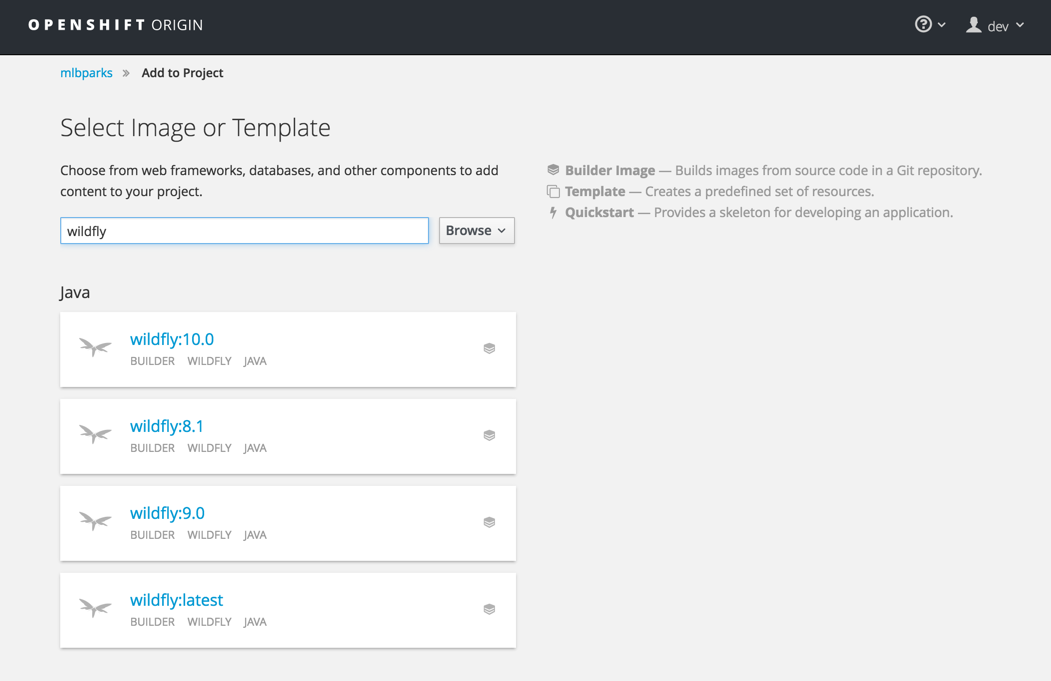 OPENSHIFT ORIGIN
dev
mlbparks » Add to Project
Select Image or Template
Choose from web frameworks, databases, and other components to add
content to your project.
wildfly
Browse
Builder Image — Builds images from source code in a Git repository.
Template — Creates a predefined set of resources.
Quickstart — Provides a skeleton for developing an application.
Java
wildfly:10.0
BUILDER WILDFLY JAVA
wildfly:8.1
BUILDER WILDFLY JAVA
wildfly:9.0
BUILDER WILDFLY JAVA
wildfly:latest
BUILDER WILDFLY JAVA